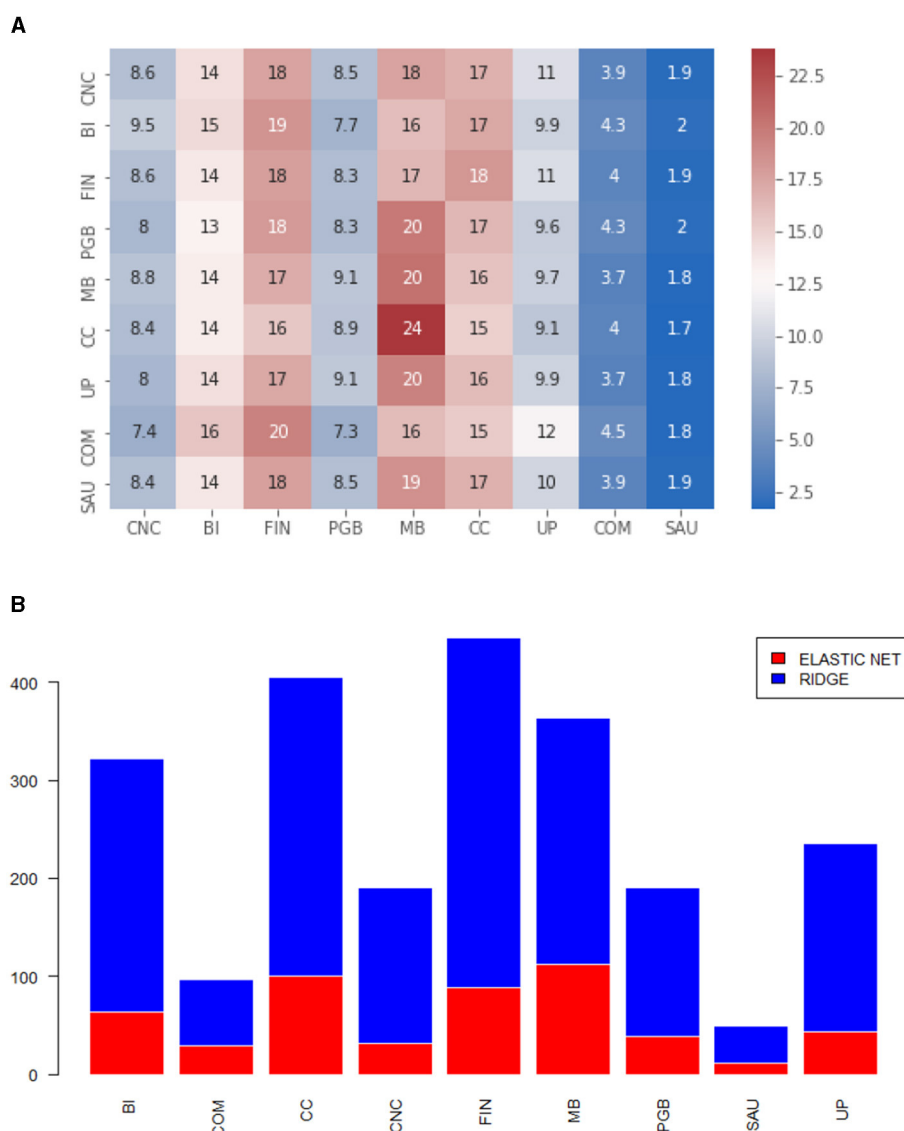 A
CNC 8.6 14 18 8.5 18 17 11 3.9 1.9
BI 9.5 15 19 7.7 16 17 9.9 4.3 2
FIN 8.6 14 18 8.3 17 18 11 4 1.9
PGB 8 13 18 8.3 20 17 9.6 4.3 2
MB 8.8 14 17 9.1 20 16 9.7 3.7 1.8
CC 8.4 14 16 8.9 24 15 9.1 4 1.7
UP 8 14 17 9.1 20 16 9.9 3.7 1.8
COM 7.4 16 20 7.3 16 15 12 4.5 1.8
SAU 8.4 14 18 8.5 19 17 10 3.9 1.9
CNC BI FIN PGB MB CC UP COM SAU
22.5
20.0
17.5
15.0
12.5
10.0
7.5
5.0
2.5
B
ELASTIC NET
RIDGE
400
300
200
100
0
BI COM CC CNC FIN MB PGB SAU UP